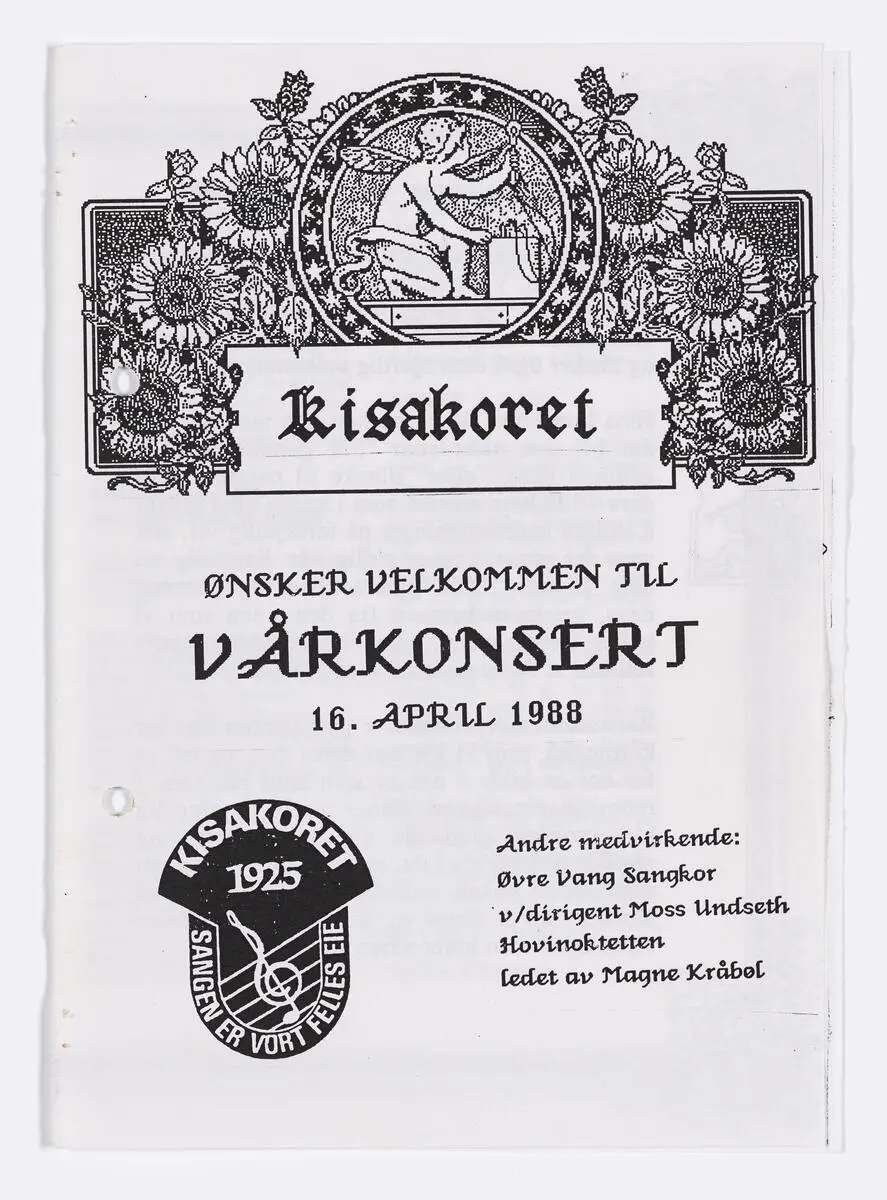 Kisakoret
ØNSKER VELKOMMEN TIL
VÅRKONSERT
16. APRIL 1988
KISAKORET
1925
SANGEN ER VORT FELLES EIE
Andre medvirkende:
Øvre Vang Sangkor
v/dirigent Moss Undseth
Hovinoktetten
ledet av Magne Kråbøl